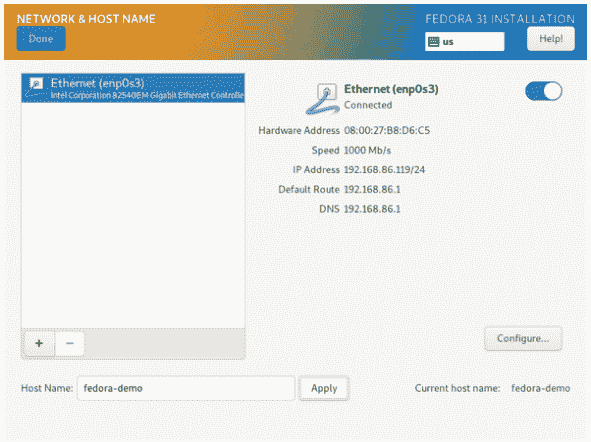 NETWORK & HOST NAME
FEDORA 31 INSTALLATION
Done
us
Help!
Ethernet (enp0s3)
Intel Corporation 82540EM Gigabit Ethernet Controlle
Ethernet (enp0s3)
Connected
Hardware Address 08:00:27:B8:D6:C5
Speed 1000 Mb/s
IP Address 192.168.86.119/24
Default Route 192.168.86.1
DNS 192.168.86.1
+ −
Configure...
Host Name: fedora-demo Apply Current host name: fedora-demo